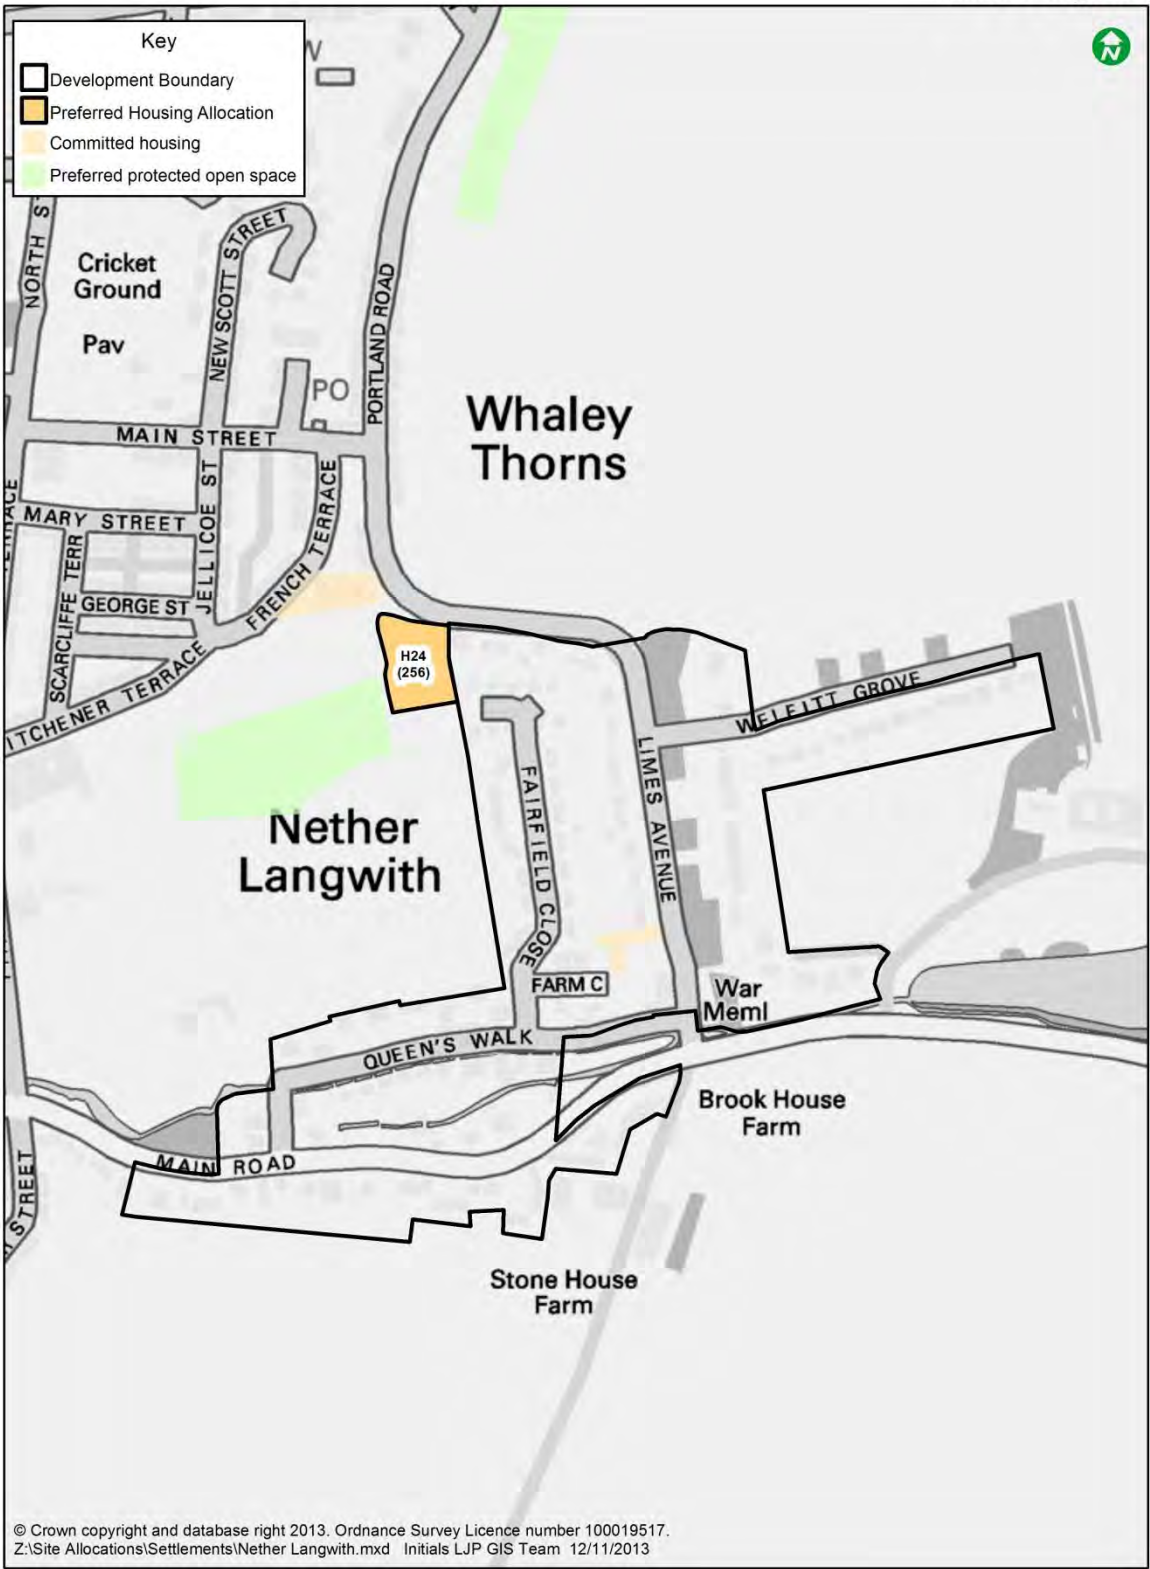 Key
Development Boundary
Preferred Housing Allocation
Committed housing
Preferred protected open space
W
N
NORTH S
Cricket
Ground
Pav
NEW SCOTT STREET
PORTLAND ROAD
PO
MAIN STREET
Whaley
Thorns
MARY STREET
JELLICOE ST
FRENCH TERRACE
SCARCLIFFE TERR
GEORGE ST
ITCHENER TERRACE
H24
(256)
WELFITT GROVE
LIMES AVENUE
FAIRFIELD CLOSE
Nether
Langwith
FARM C
War
Meml
QUEEN'S WALK
Brook House
Farm
MAIN ROAD
STREET
Stone House
Farm
© Crown copyright and database right 2013. Ordnance Survey Licence number 100019517.
Z:\Site Allocations\Settlements\Nether Langwith.mxd Initials LJP GIS Team 12/11/2013